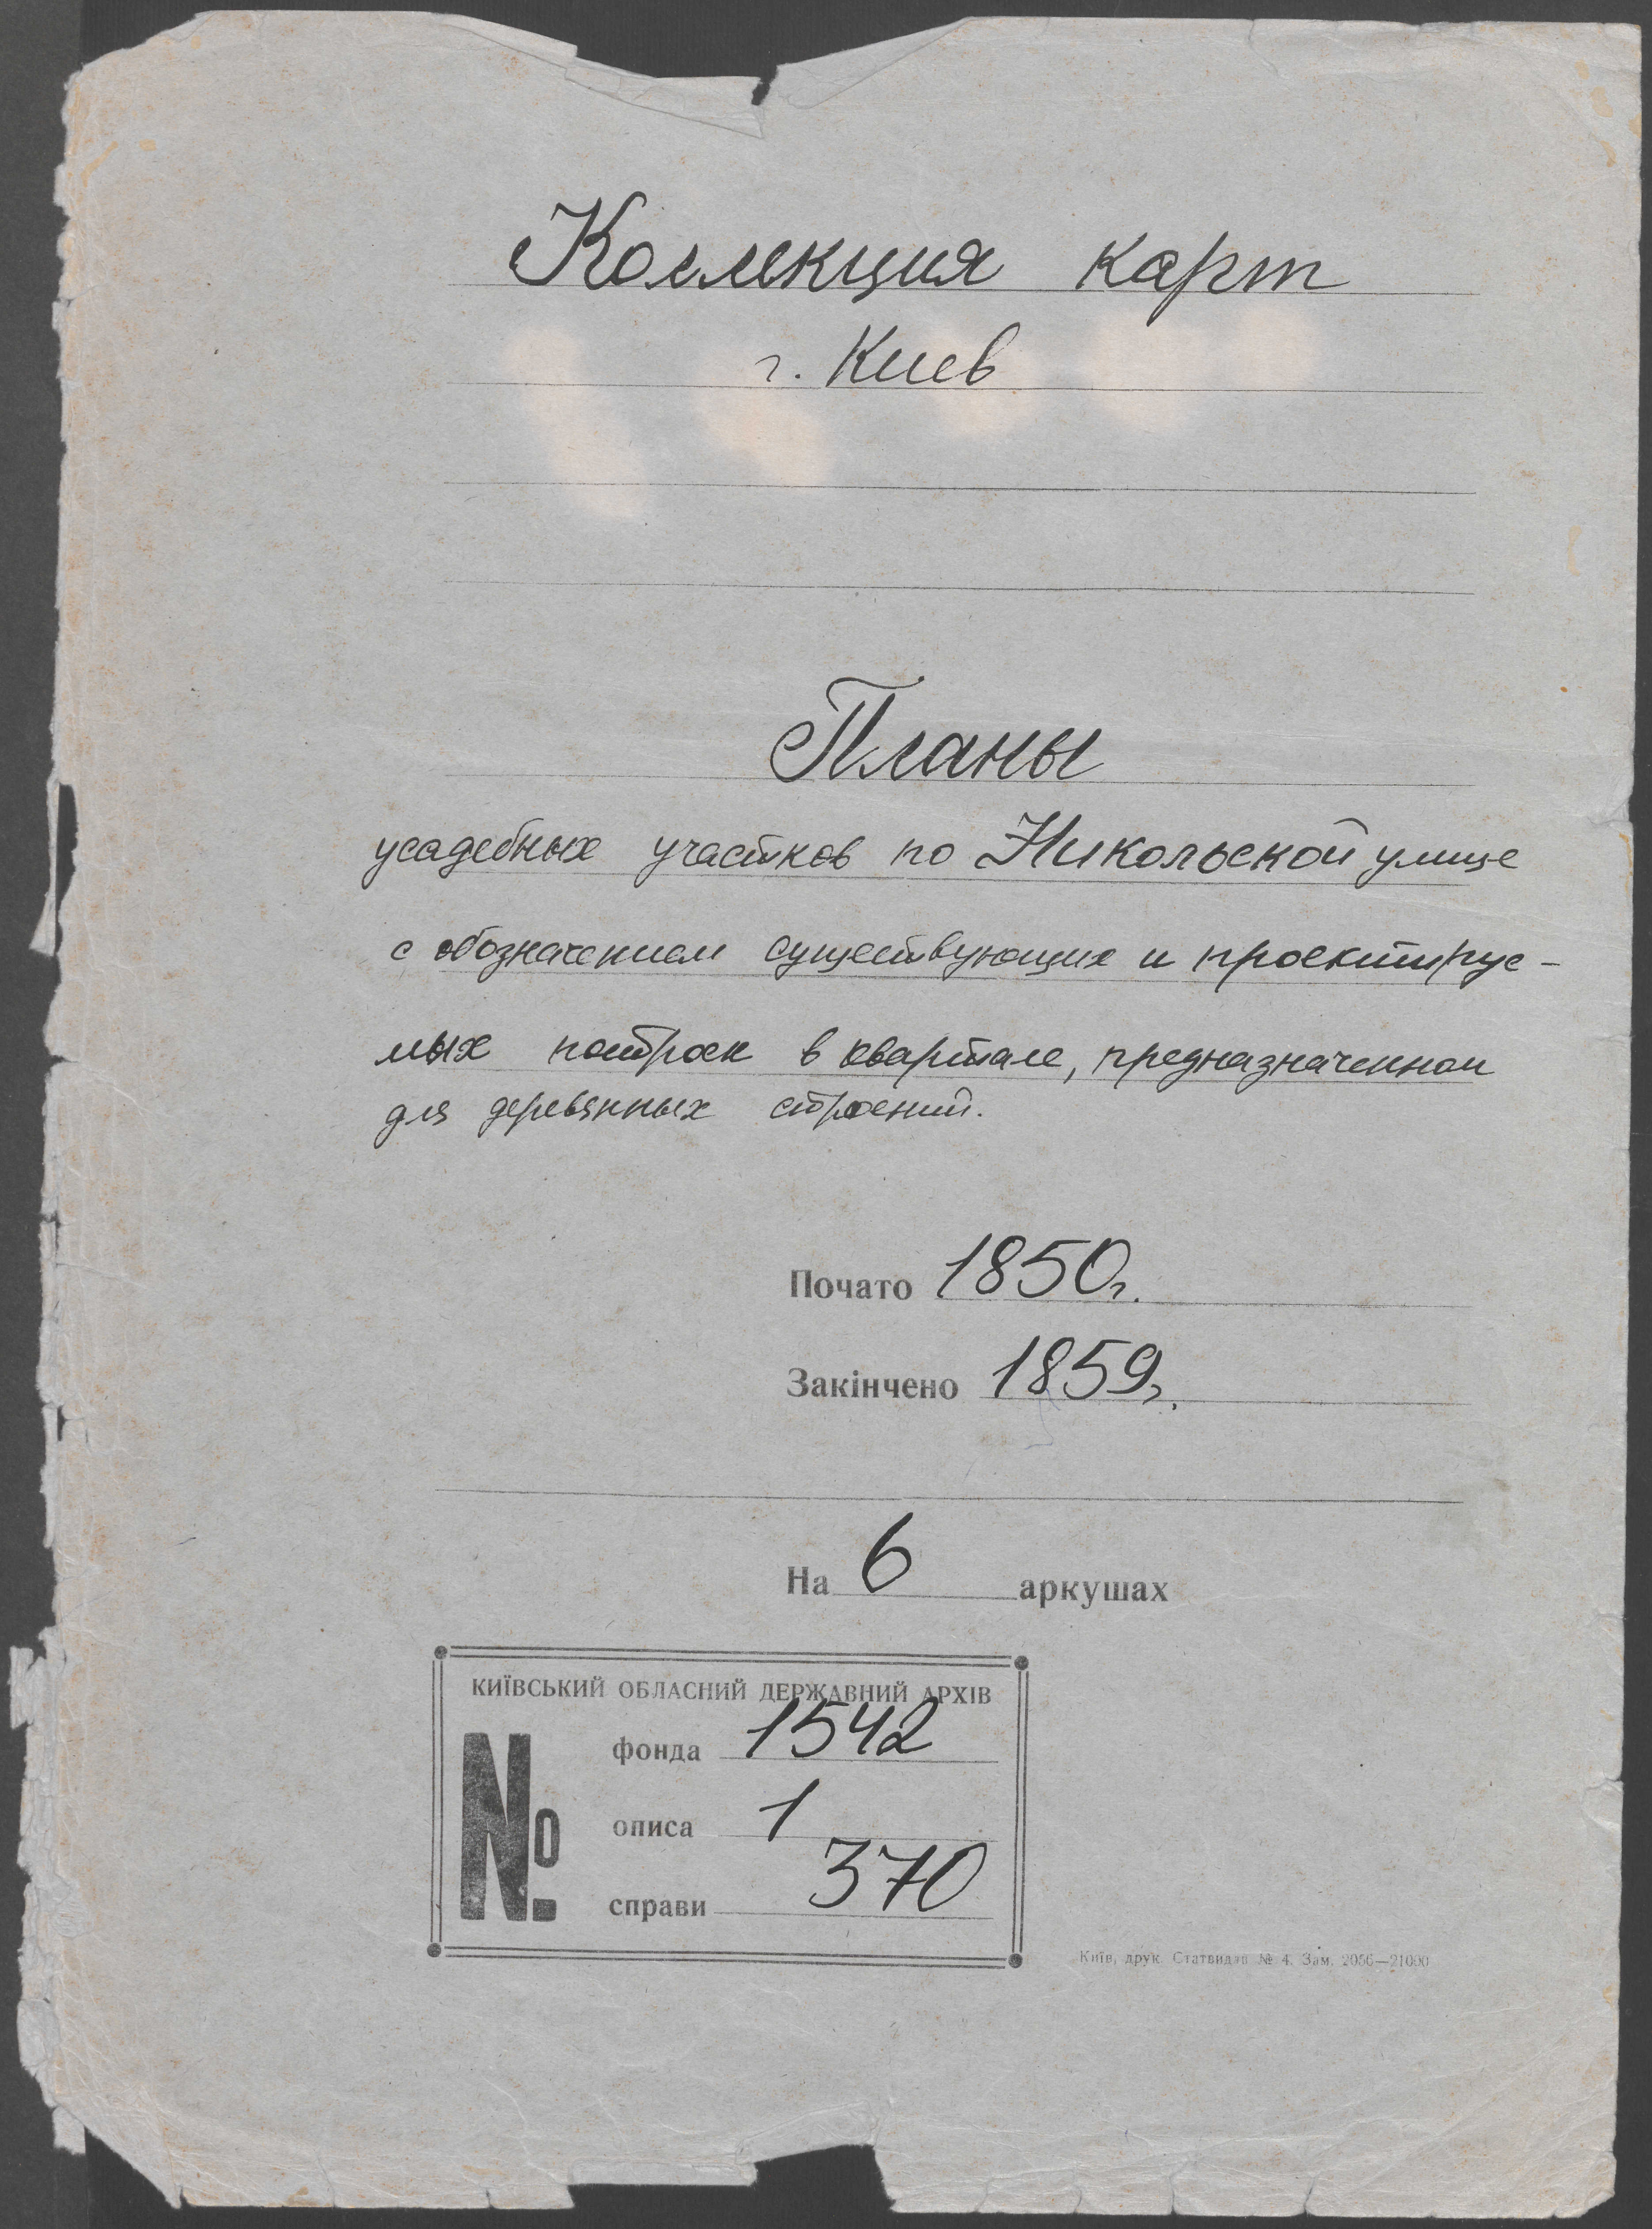 Коллекция карт
г. Киев
Планы
усадебных участков по Никольской улице
с обозначением существующих и проектируе-
мых построек в квартале, предназначенном
для деревянных строений.
Почато 1850г.
Закінчено 1859г.
На 6 аркушах
КИЇВСЬКИЙ ОБЛАСНИЙ ДЕРЖАВНИЙ АРХІВ
№
фонда 1542
описа 1
справи 370
Київ, друк. Статвидав № 4. Зам. 2056—21000